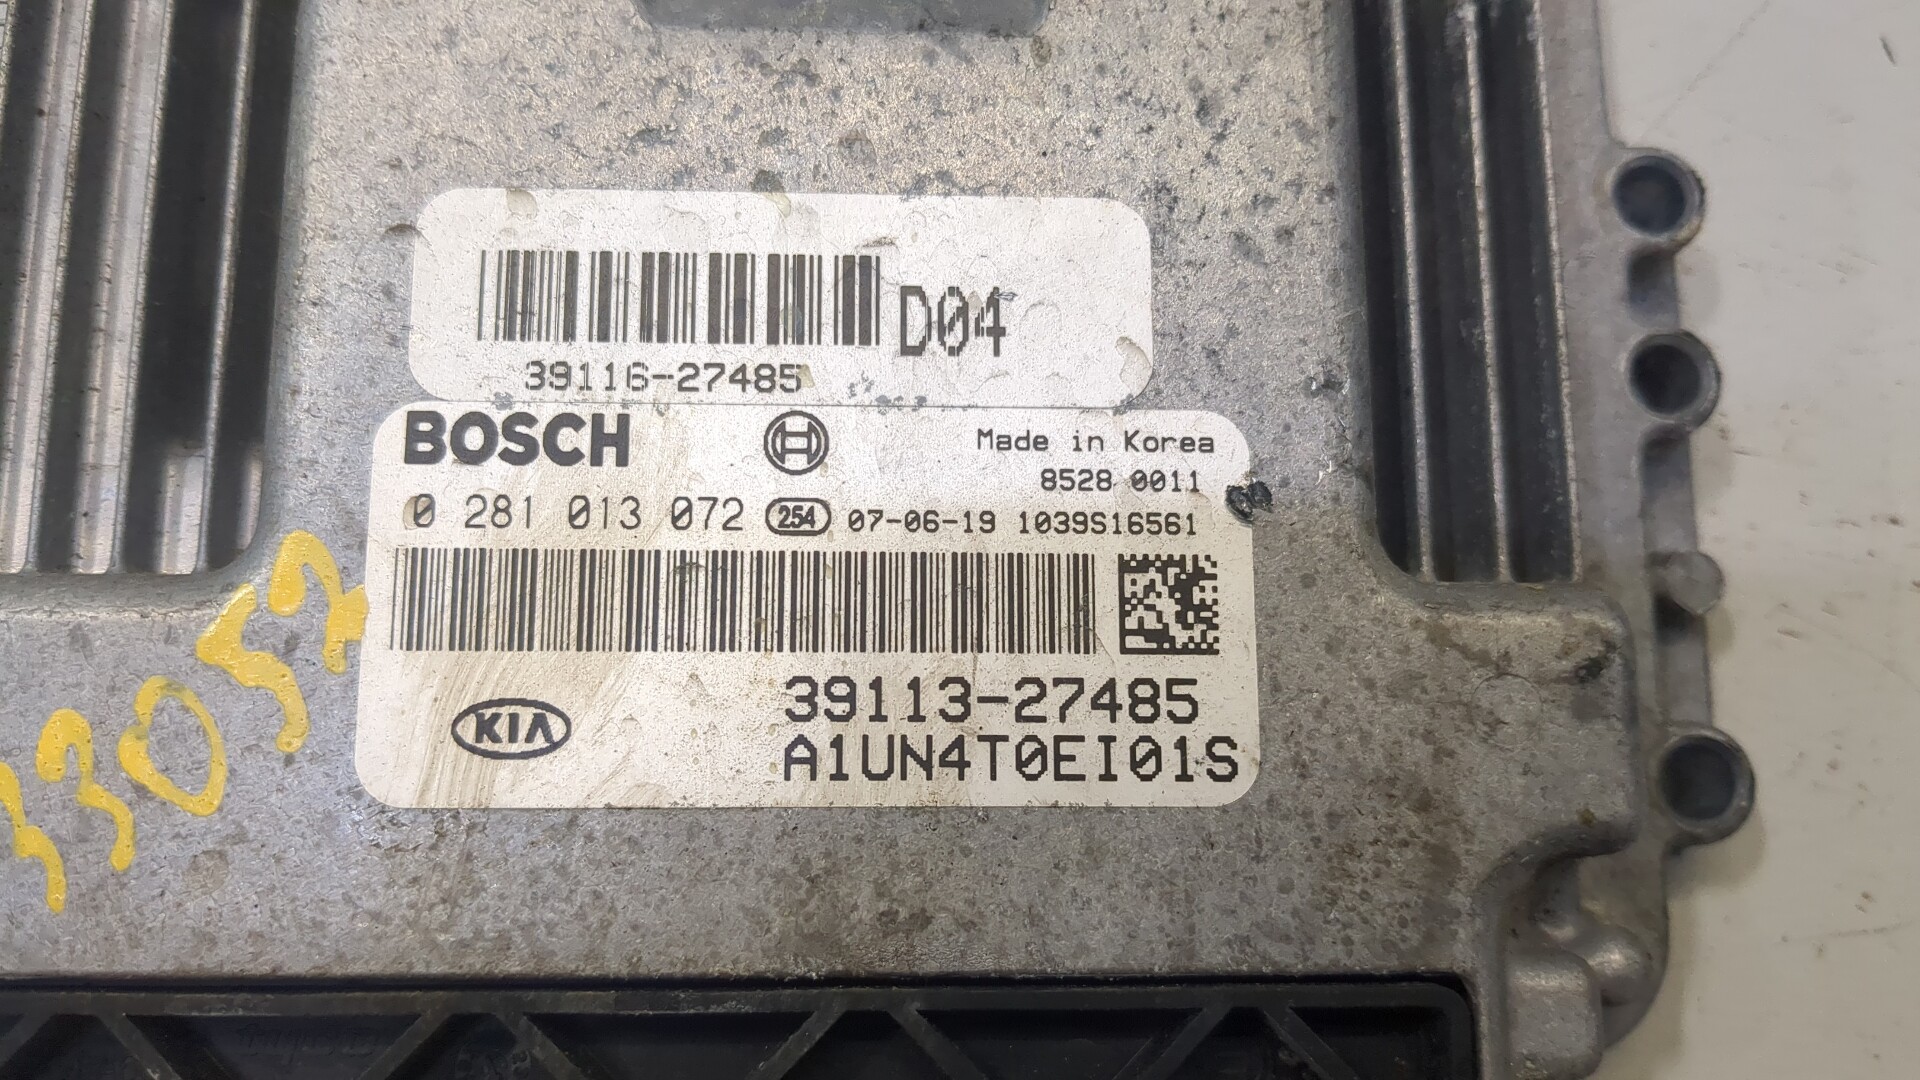 D04
39116-27485
BOSCH
Made in Korea
8528 0011
0 281 013 072 254 07-06-19 1039S16561
KIA
39113-27485
A1UN4T0EI01S
33057